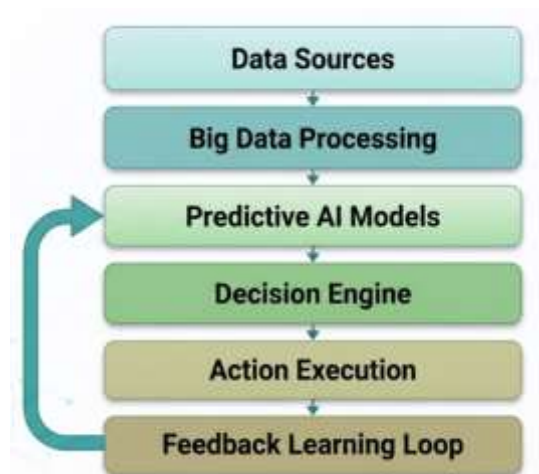 Data Sources
Big Data Processing
Predictive AI Models
Decision Engine
Action Execution
Feedback Learning Loop